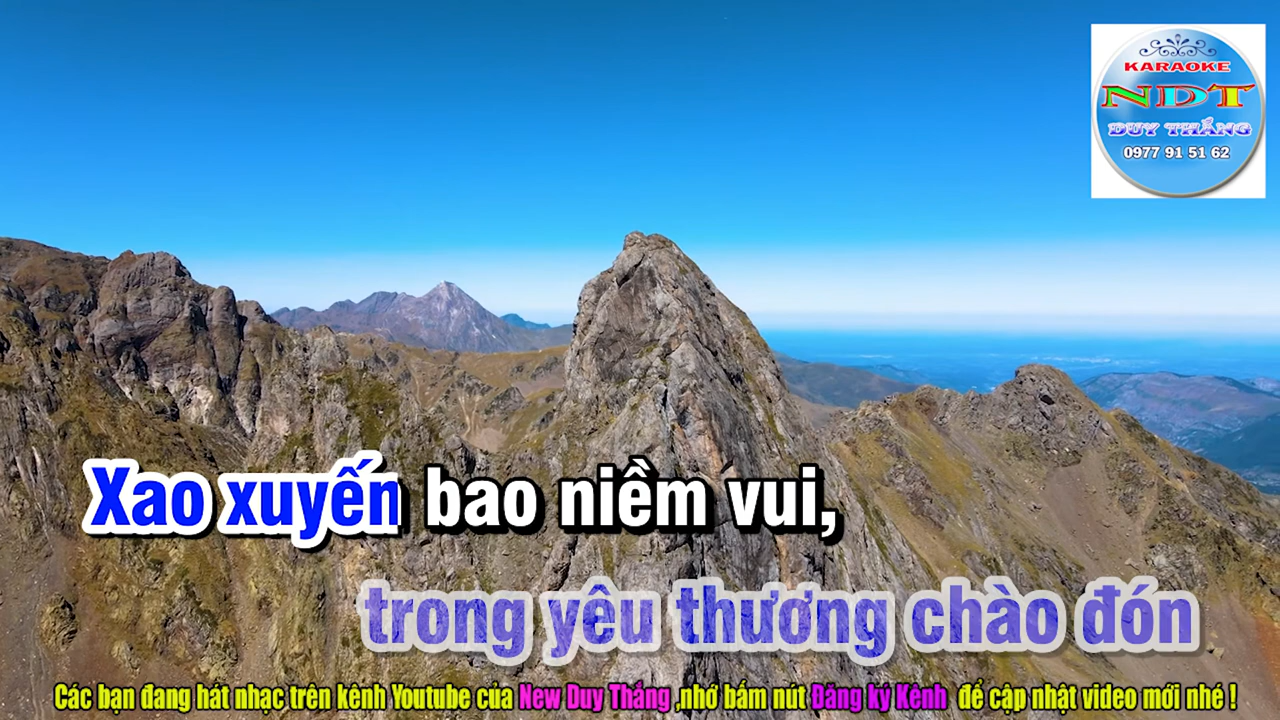 KARAOKE
NDT
DUY THẮNG
0977 91 51 62
Xao xuyến bao niềm vui,
trong yêu thương chào đón
Các bạn đang hát nhạc trên kênh Youtube của New Duy Thắng ,nhớ bấm nút Đăng ký Kênh để cập nhật video mới nhé !